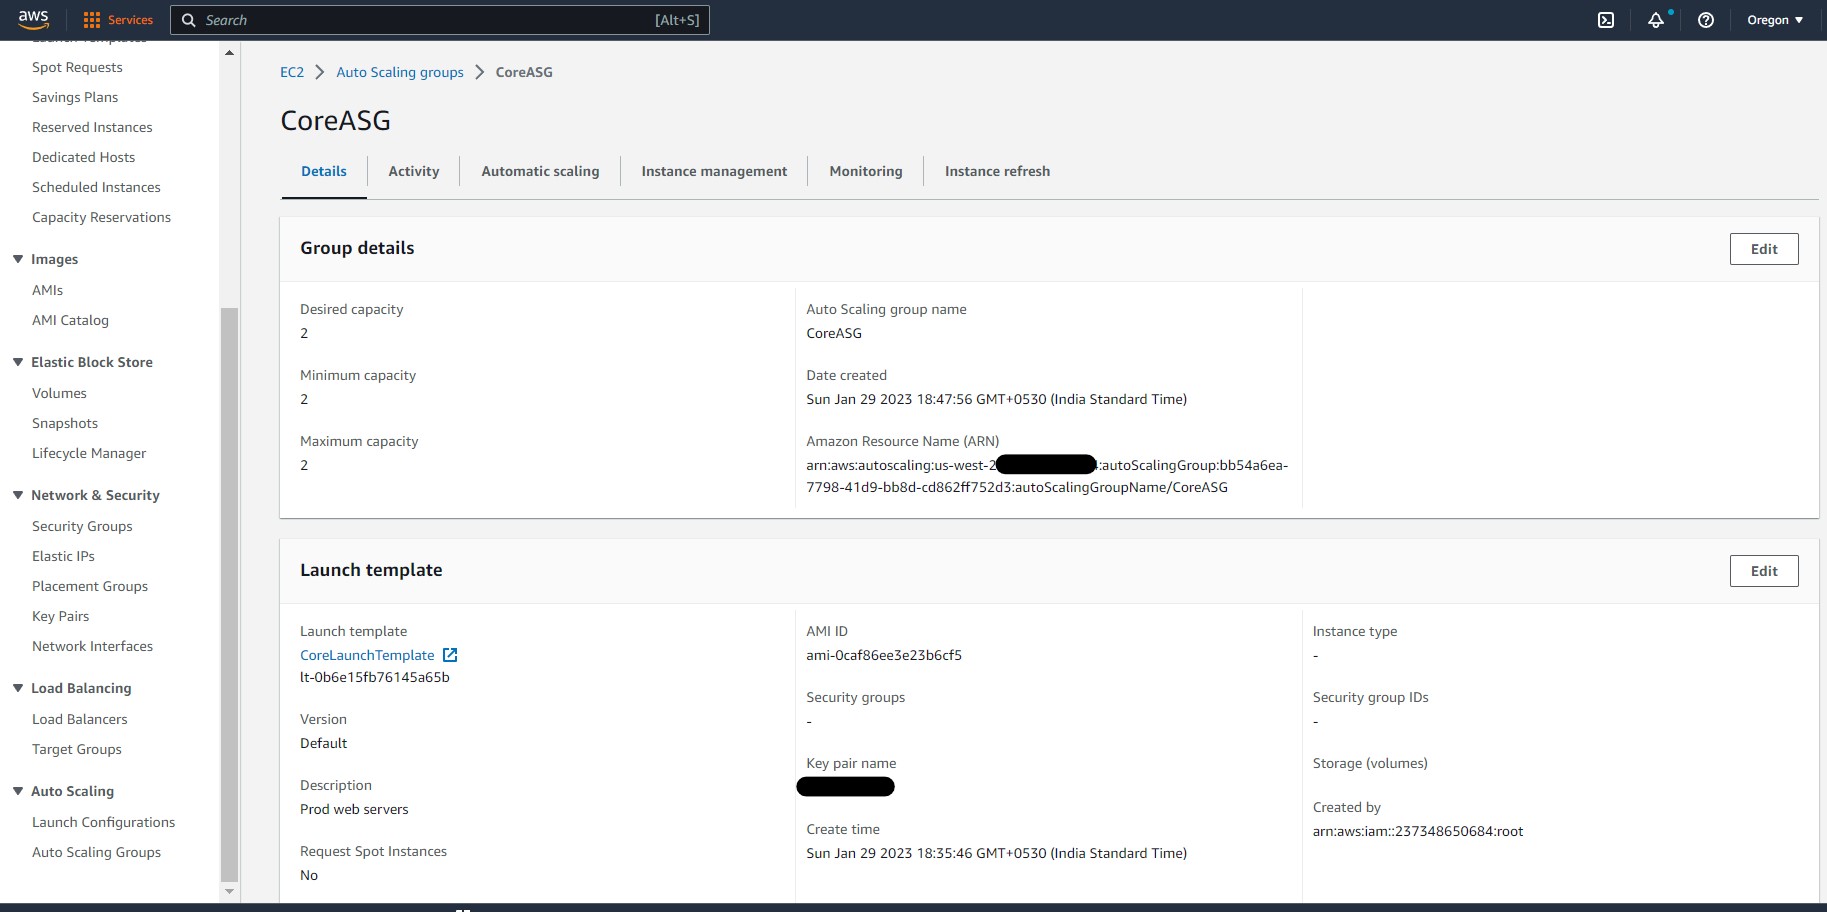 aws
Services
Search
[Alt+S]
Oregon
Spot Requests
Savings Plans
Reserved Instances
Dedicated Hosts
Scheduled Instances
Capacity Reservations
Images
AMIs
AMI Catalog
Elastic Block Store
Volumes
Snapshots
Lifecycle Manager
Network & Security
Security Groups
Elastic IPs
Placement Groups
Key Pairs
Network Interfaces
Load Balancing
Load Balancers
Target Groups
Auto Scaling
Launch Configurations
Auto Scaling Groups
EC2 > Auto Scaling groups > CoreASG
CoreASG
Details
Activity
Automatic scaling
Instance management
Monitoring
Instance refresh
Group details
Edit
Desired capacity
2
Minimum capacity
2
Maximum capacity
2
Auto Scaling group name
CoreASG
Date created
Sun Jan 29 2023 18:47:56 GMT+0530 (India Standard Time)
Amazon Resource Name (ARN)
arn:aws:autoscaling:us-west-2 :autoScalingGroup:bb54a6ea-
7798-41d9-bb8d-cd862ff752d3:autoScalingGroupName/CoreASG
Launch template
Edit
Launch template
CoreLaunchTemplate
lt-0b6e15fb76145a65b
Version
Default
Description
Prod web servers
Request Spot Instances
No
AMI ID
ami-0caf86ee3e23b6cf5
Security groups
-
Key pair name
Create time
Sun Jan 29 2023 18:35:46 GMT+0530 (India Standard Time)
Instance type
-
Security group IDs
-
Storage (volumes)
Created by
arn:aws:iam::237348650684:root